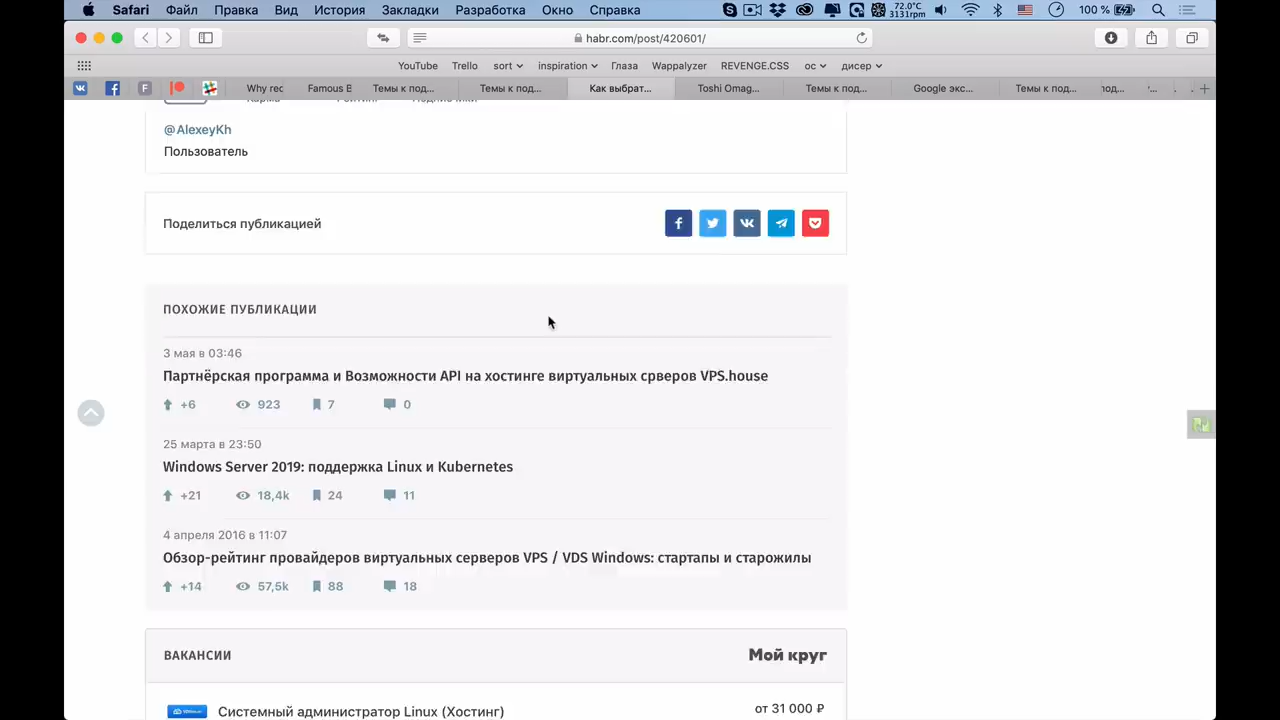 Safari Файл Правка Вид История Закладки Разработка Окно Справка 72.0°C 3131rpm 100 %
habr.com/post/420601/
YouTube Trello sort inspiration Глаза Wappalyzer REVENGE.CSS ос дисер
Why rec Famous E Темы к под... Темы к под... Как выбрат... Toshi Omag... Темы к под... Google экс... Темы к под... под...
@AlexeyKh
Пользователь
Поделиться публикацией
ПОХОЖИЕ ПУБЛИКАЦИИ
3 мая в 03:46
Партнёрская программа и Возможности API на хостинге виртуальных срверов VPS.house
+6 923 7 0
25 марта в 23:50
Windows Server 2019: поддержка Linux и Kubernetes
+21 18,4k 24 11
4 апреля 2016 в 11:07
Обзор-рейтинг провайдеров виртуальных серверов VPS / VDS Windows: стартапы и старожилы
+14 57,5k 88 18
ВАКАНСИИ Мой круг
Системный администратор Linux (Хостинг) от 31 000 ₽